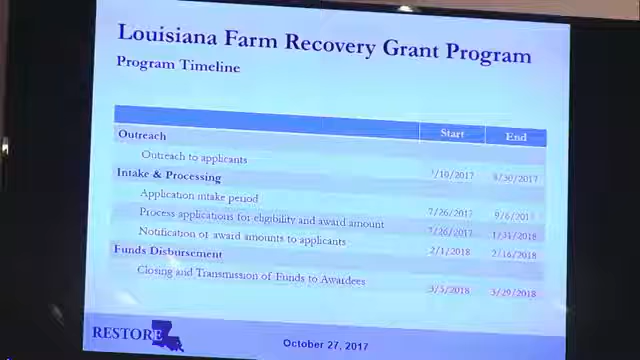 Louisiana Farm Recovery Grant Program
Program Timeline
Start End
Outreach
Outreach to applicants 7/10/2017 8/30/2017
Intake & Processing
Application intake period 7/26/2017
Process applications for eligibility and award amount 7/26/2017 1/31/2018
Notification of award amounts to applicants 2/1/2018 2/16/2018
Funds Disbursement
Closing and Transmission of Funds to Awardees 3/5/2018 3/29/2018
RESTORE
October 27, 2017